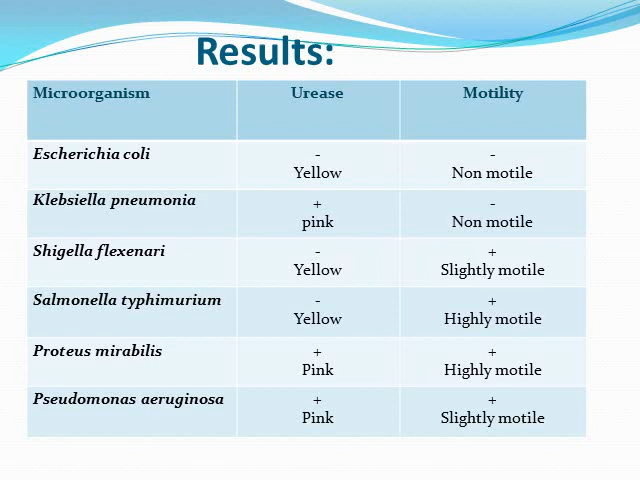 Results:
Microorganism Urease Motility
Escherichia coli - -
Yellow Non motile
Klebsiella pneumonia + -
pink Non motile
Shigella flexenari - +
Yellow Slightly motile
Salmonella typhimurium - +
Yellow Highly motile
Proteus mirabilis + +
Pink Highly motile
Pseudomonas aeruginosa + +
Pink Slightly motile